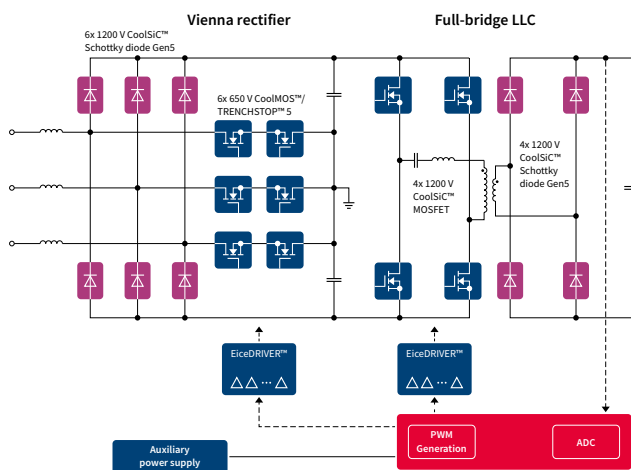 Vienna rectifier
Full-bridge LLC
6x 1200 V CoolSiC™
Schottky diode Gen5
6x 650 V CoolMOS™/
TRENCHSTOP™ 5
4x 1200 V
CoolSiC™
Schottky
diode Gen5
4x 1200 V
CoolSiC™
MOSFET
EiceDRIVER™
EiceDRIVER™
PWM
Generation
ADC
Auxiliary
power supply